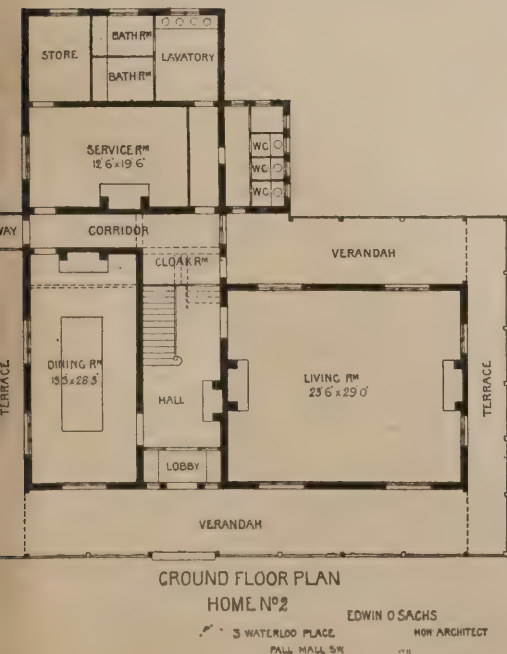 BATH RM
STORE
LAVATORY
BATH RM
SERVICE RM
12'6"x19'6"
WC
WC
WC
WAY
CORRIDOR
VERANDAH
CLOAK RM
DINING RM
LIVING RM
23'6"x29'0"
TERRACE
TERRACE
HALL
LOBBY
VERANDAH
GROUND FLOOR PLAN
HOME Nº2
EDWIN O SACHS
3 WATERLOO PLACE
HON ARCHITECT
PALL MALL SW